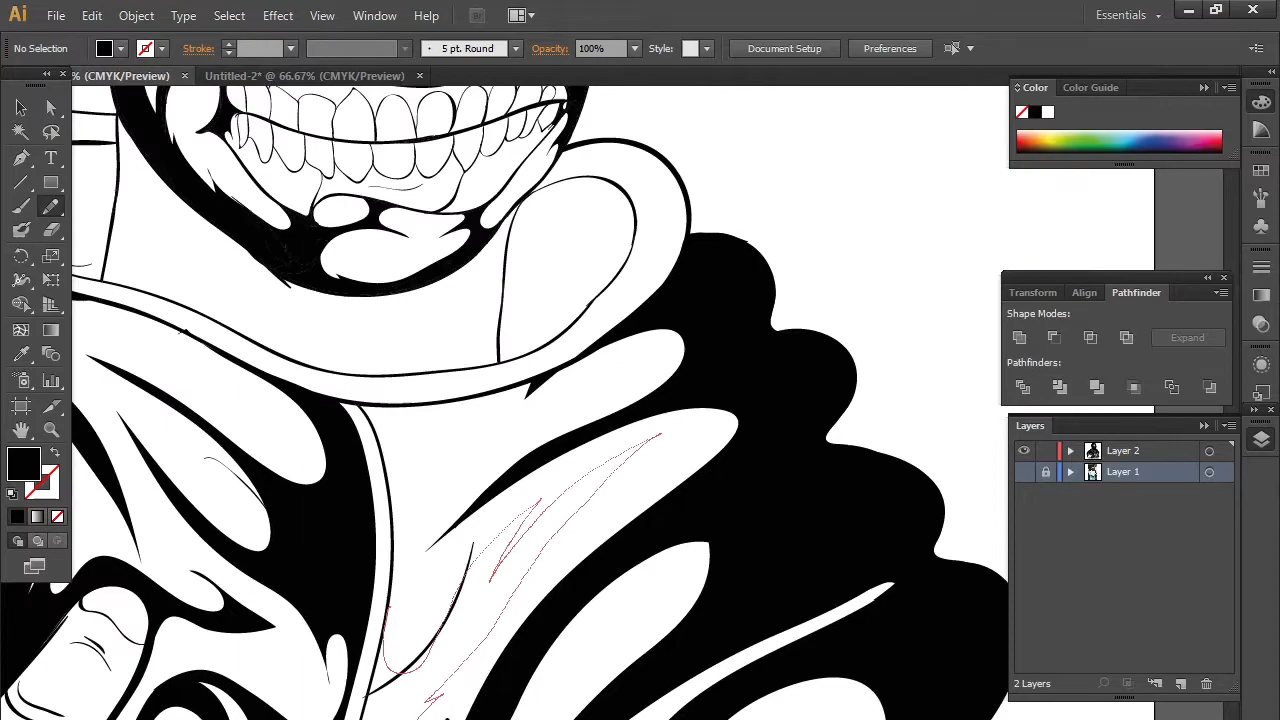 Ai File Edit Object Type Select Effect View Window Help Br Essentials
No Selection Stroke: 5 pt. Round Opacity: 100% Style: Document Setup Preferences
% (CMYK/Preview) × Untitled-2* @ 66.67% (CMYK/Preview) ×
Color Color Guide
Transform Align Pathfinder
Shape Modes:
Expand
Pathfinders:
Layers
Layer 2
Layer 1
2 Layers